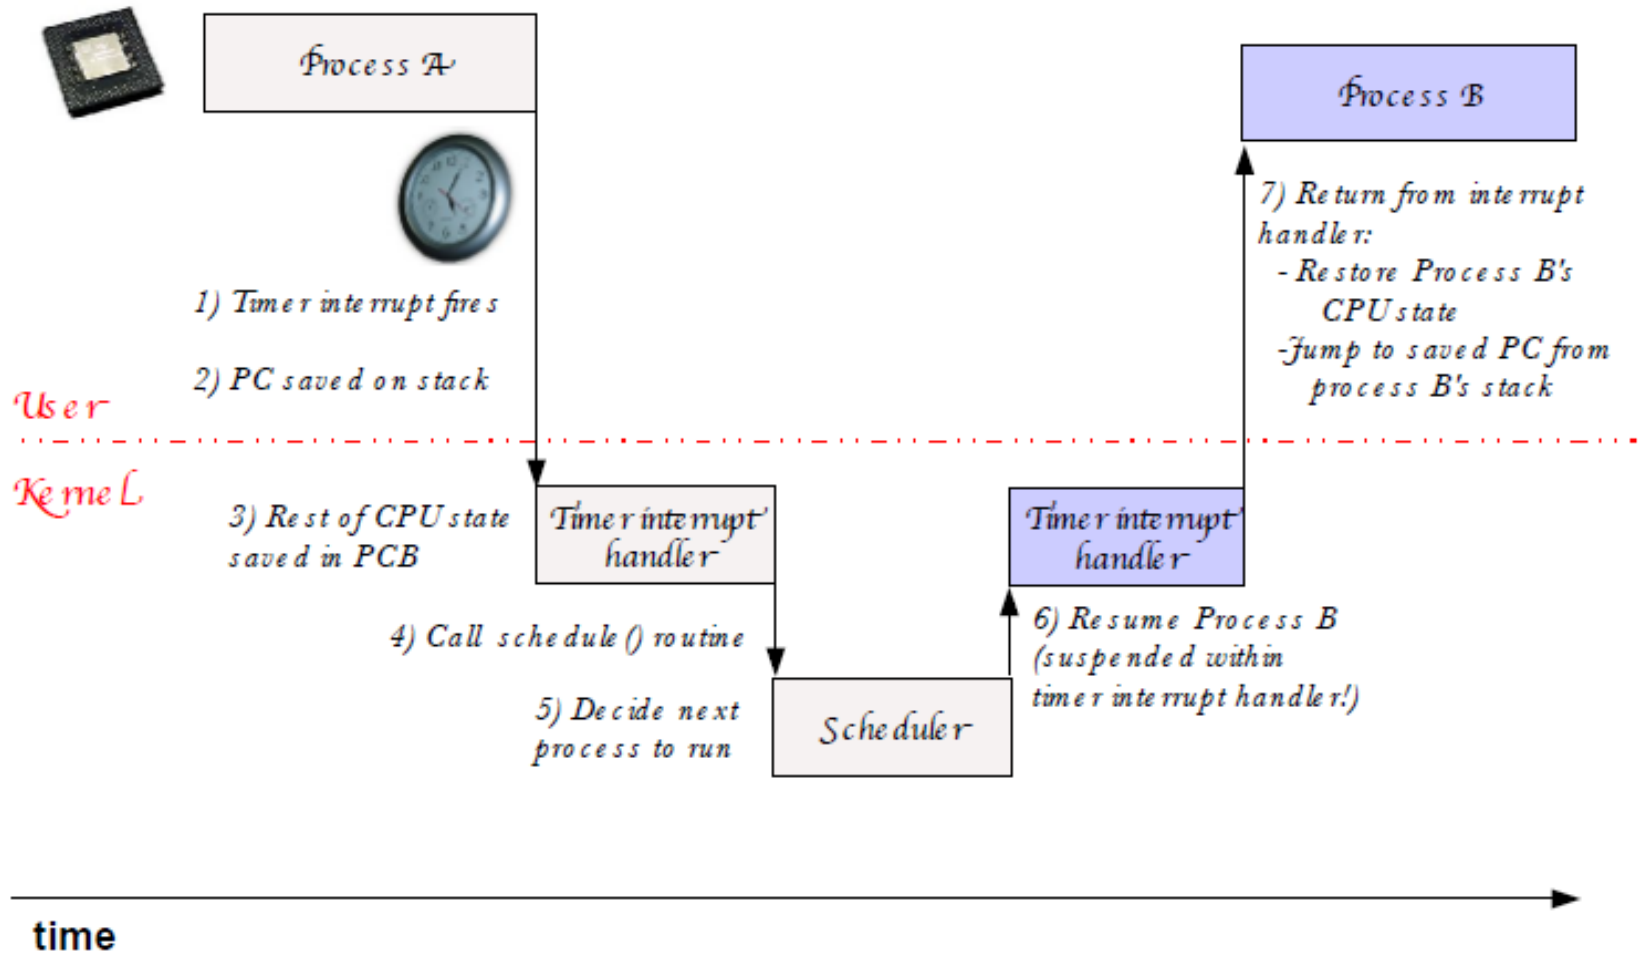 Process A
Process B
1) Timer interrupt fires
2) PC saved on stack
User
Kernel
3) Rest of CPU state
saved in PCB
Timer interrupt
handler
4) Call schedule() routine
5) Decide next
process to run
Scheduler
Timer interrupt
handler
6) Resume Process B
(suspended within
timer interrupt handler!)
7) Return from interrupt
handler:
- Restore Process B's
CPU state
-Jump to saved PC from
process B's stack
time